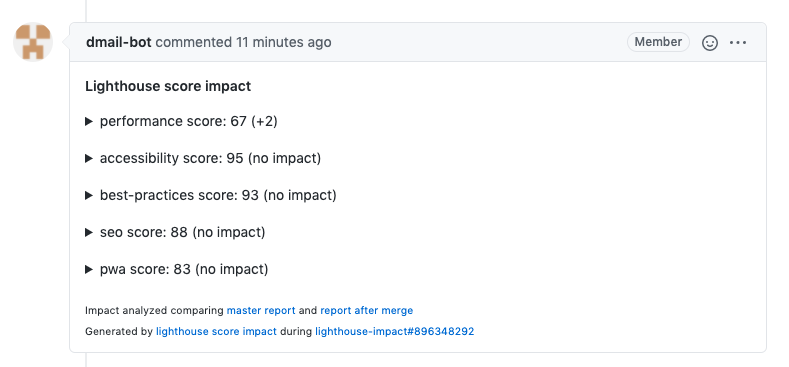 dmail-bot commented 11 minutes ago Member
Lighthouse score impact
performance score: 67 (+2)
accessibility score: 95 (no impact)
best-practices score: 93 (no impact)
seo score: 88 (no impact)
pwa score: 83 (no impact)
Impact analyzed comparing master report and report after merge
Generated by lighthouse score impact during lighthouse-impact#896348292